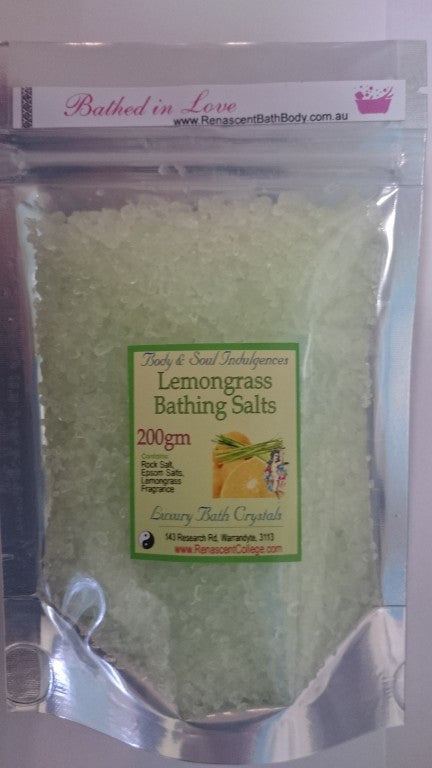 Bathed in Love
www.RenascentBathBody.com.au
Body & Soul Indulgences
Lemongrass
Bathing Salts
200gm
Contains:
Rock Salt,
Epsom Salts,
Lemongrass
Fragrance
Luxury Bath Crystals
143 Research Rd, Warrandyte, 3113
www.RenascentCollege.com